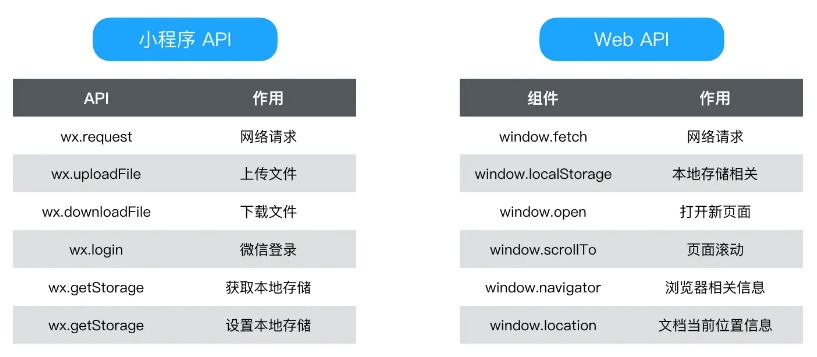 小程序 API
API 作用
wx.request 网络请求
wx.uploadFile 上传文件
wx.downloadFile 下载文件
wx.login 微信登录
wx.getStorage 获取本地存储
wx.getStorage 设置本地存储
Web API
组件 作用
window.fetch 网络请求
window.localStorage 本地存储相关
window.open 打开新页面
window.scrollTo 页面滚动
window.navigator 浏览器相关信息
window.location 文档当前位置信息